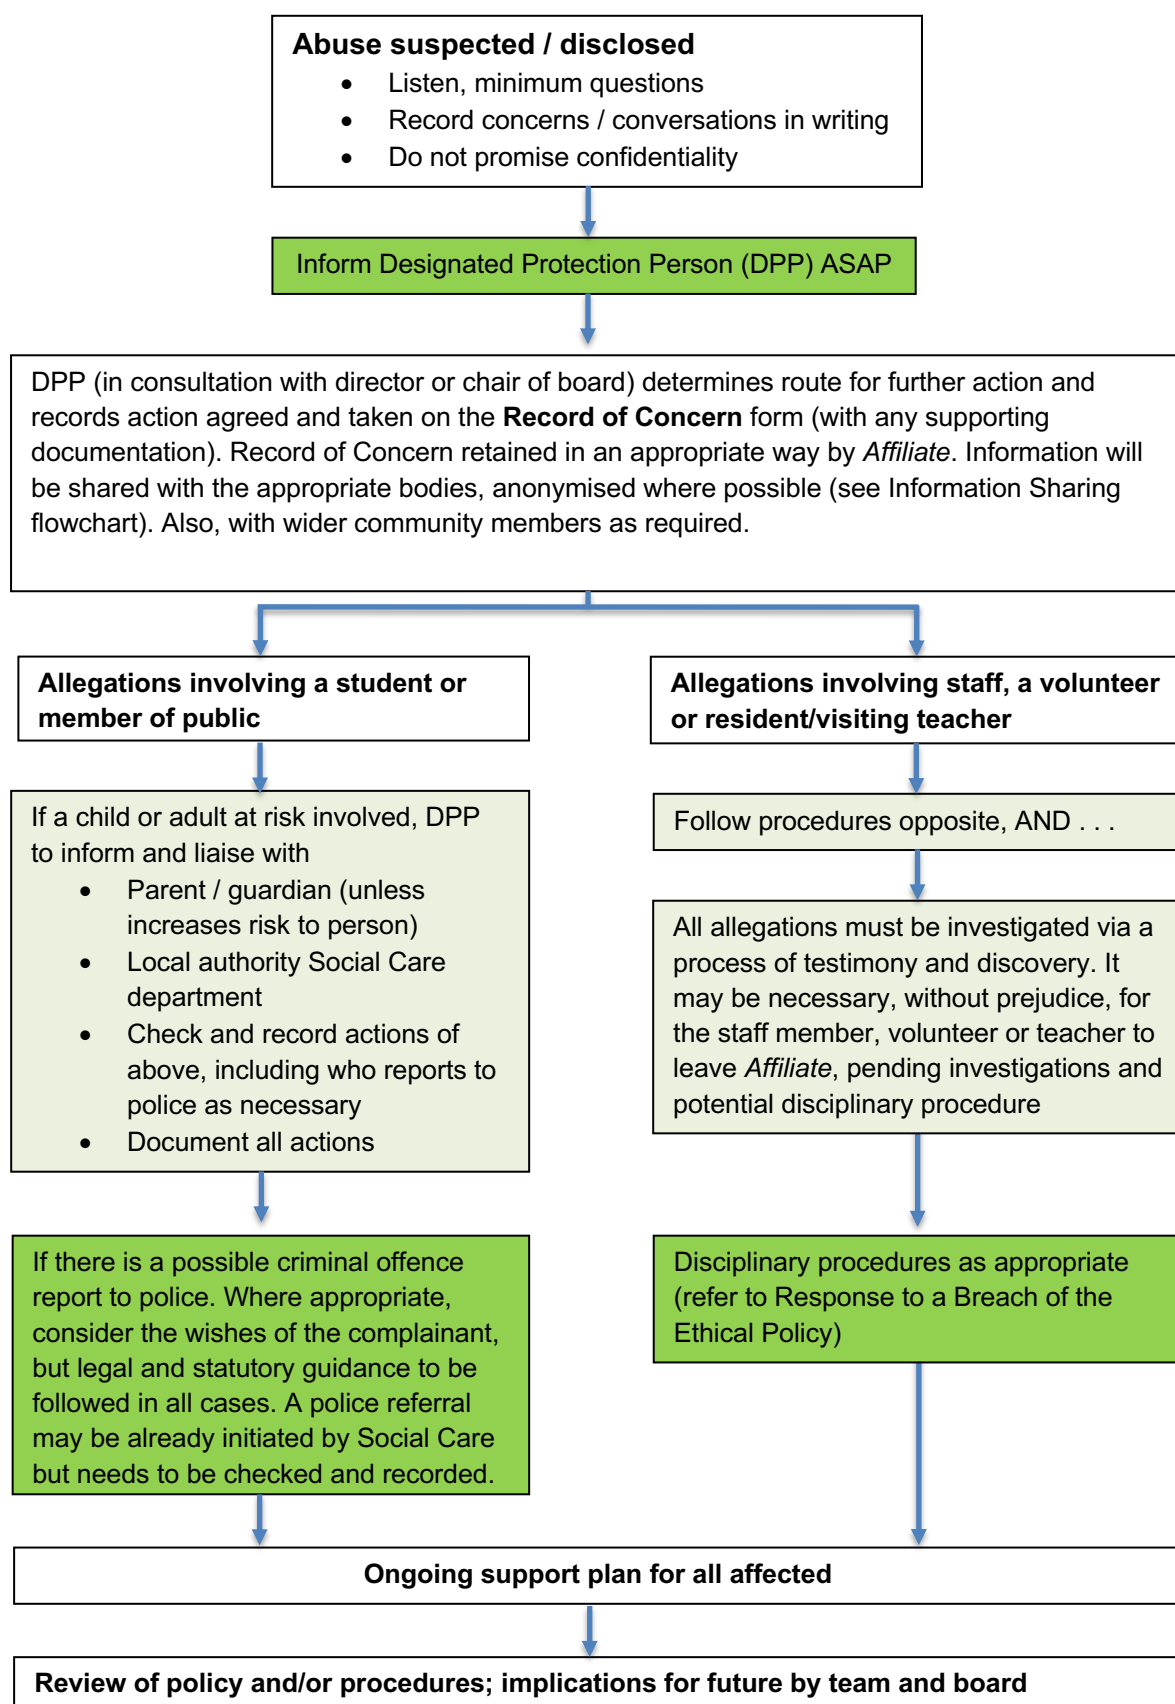 Abuse suspected / disclosed
• Listen, minimum questions
• Record concerns / conversations in writing
• Do not promise confidentiality
Inform Designated Protection Person (DPP) ASAP
DPP (in consultation with director or chair of board) determines route for further action and
records action agreed and taken on the Record of Concern form (with any supporting
documentation). Record of Concern retained in an appropriate way by Affiliate. Information will
be shared with the appropriate bodies, anonymised where possible (see Information Sharing
flowchart). Also, with wider community members as required.
Allegations involving a student or
member of public
If a child or adult at risk involved, DPP
to inform and liaise with
• Parent / guardian (unless
increases risk to person)
• Local authority Social Care
department
• Check and record actions of
above, including who reports to
police as necessary
• Document all actions
If there is a possible criminal offence
report to police. Where appropriate,
consider the wishes of the complainant,
but legal and statutory guidance to be
followed in all cases. A police referral
may be already initiated by Social Care
but needs to be checked and recorded.
Allegations involving staff, a volunteer
or resident/visiting teacher
Follow procedures opposite, AND . . .
All allegations must be investigated via a
process of testimony and discovery. It
may be necessary, without prejudice, for
the staff member, volunteer or teacher to
leave Affiliate, pending investigations and
potential disciplinary procedure
Disciplinary procedures as appropriate
(refer to Response to a Breach of the
Ethical Policy)
Ongoing support plan for all affected
Review of policy and/or procedures; implications for future by team and board